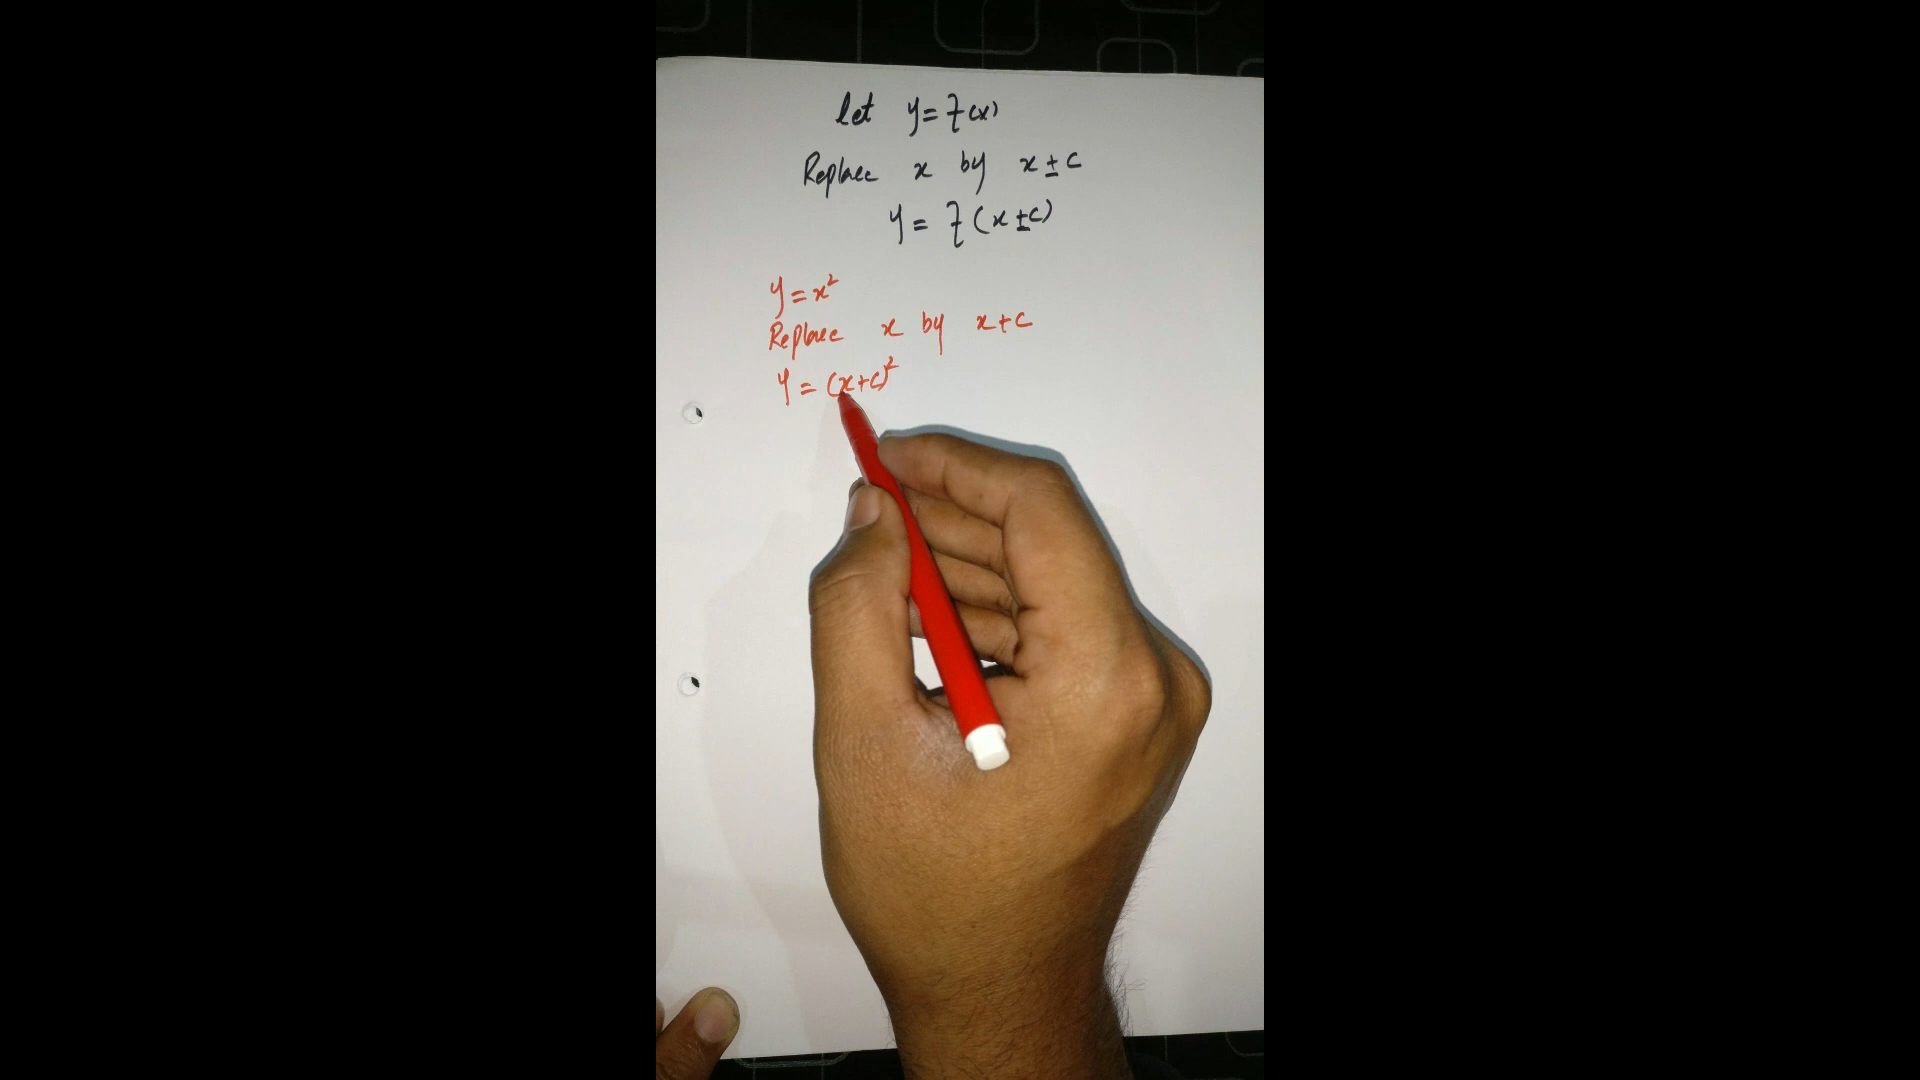 let y = f(x)
Replace x by x ± c
y = f(x ± c)
y = x²
Replace x by x + c
y = (x + c)²